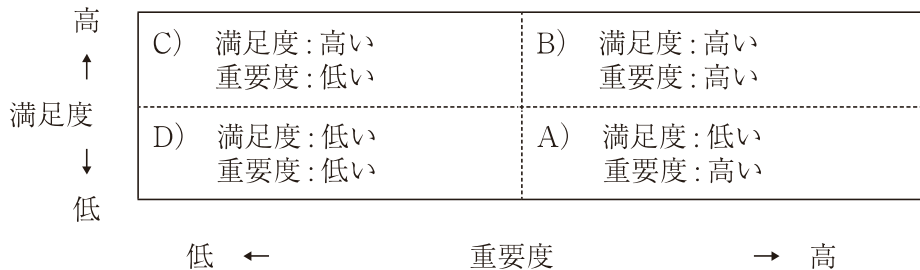 高
↑
満足度
↓
低
C) 満足度：高い
重要度：低い
B) 満足度：高い
重要度：高い
D) 満足度：低い
重要度：低い
A) 満足度：低い
重要度：高い
低 ← 重要度 → 高